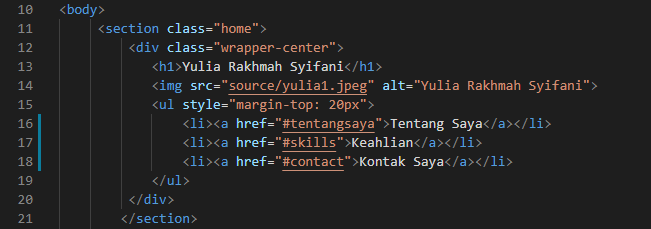 10 <body>
11 <section class="home">
12 <div class="wrapper-center">
13 <h1>Yulia Rakhmah Syifani</h1>
14 <img src="source/yulia1.jpeg" alt="Yulia Rakhmah Syifani">
15 <ul style="margin-top: 20px">
16 <li><a href="#tentangsaya">Tentang Saya</a></li>
17 <li><a href="#skills">Keahlian</a></li>
18 <li><a href="#contact">Kontak Saya</a></li>
19 </ul>
20 </div>
21 </section>